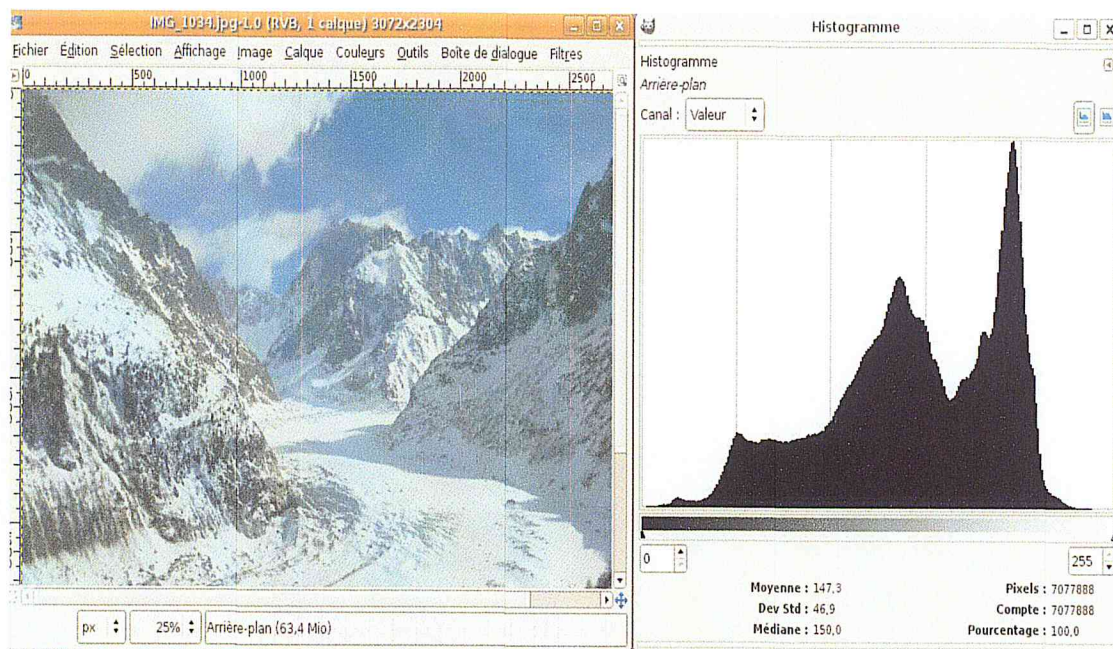 IMG_1034.jpg-1.0 (RVB, 1 calque) 3072x2304
Fichier Édition Sélection Affichage Image Calque Couleurs Outils Boîte de dialogue Filtres
0 500 1000 1500 2000 2500
px 25% Arrière-plan (63,4 Mio)
Histogramme
Histogramme
Arrière-plan
Canal : Valeur
0 255
Moyenne : 147,3 Pixels : 7077888
Dev Std : 46,9 Compte : 7077888
Médiane : 150,0 Pourcentage : 100,0